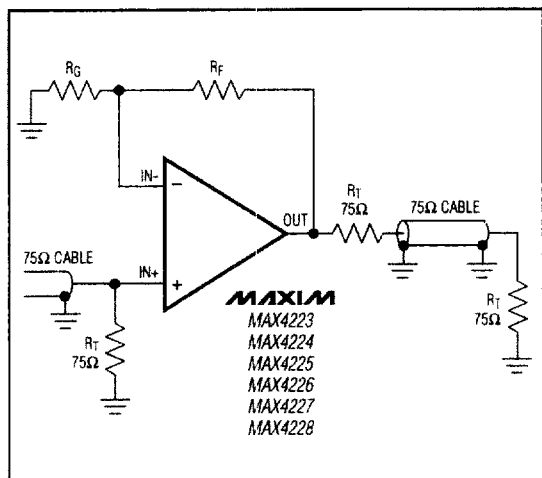 RG
RF
IN-
−
OUT
RT
75Ω
75Ω CABLE
75Ω CABLE
IN+
+
RT
75Ω
RT
75Ω
MAXIM
MAX4223
MAX4224
MAX4225
MAX4226
MAX4227
MAX4228